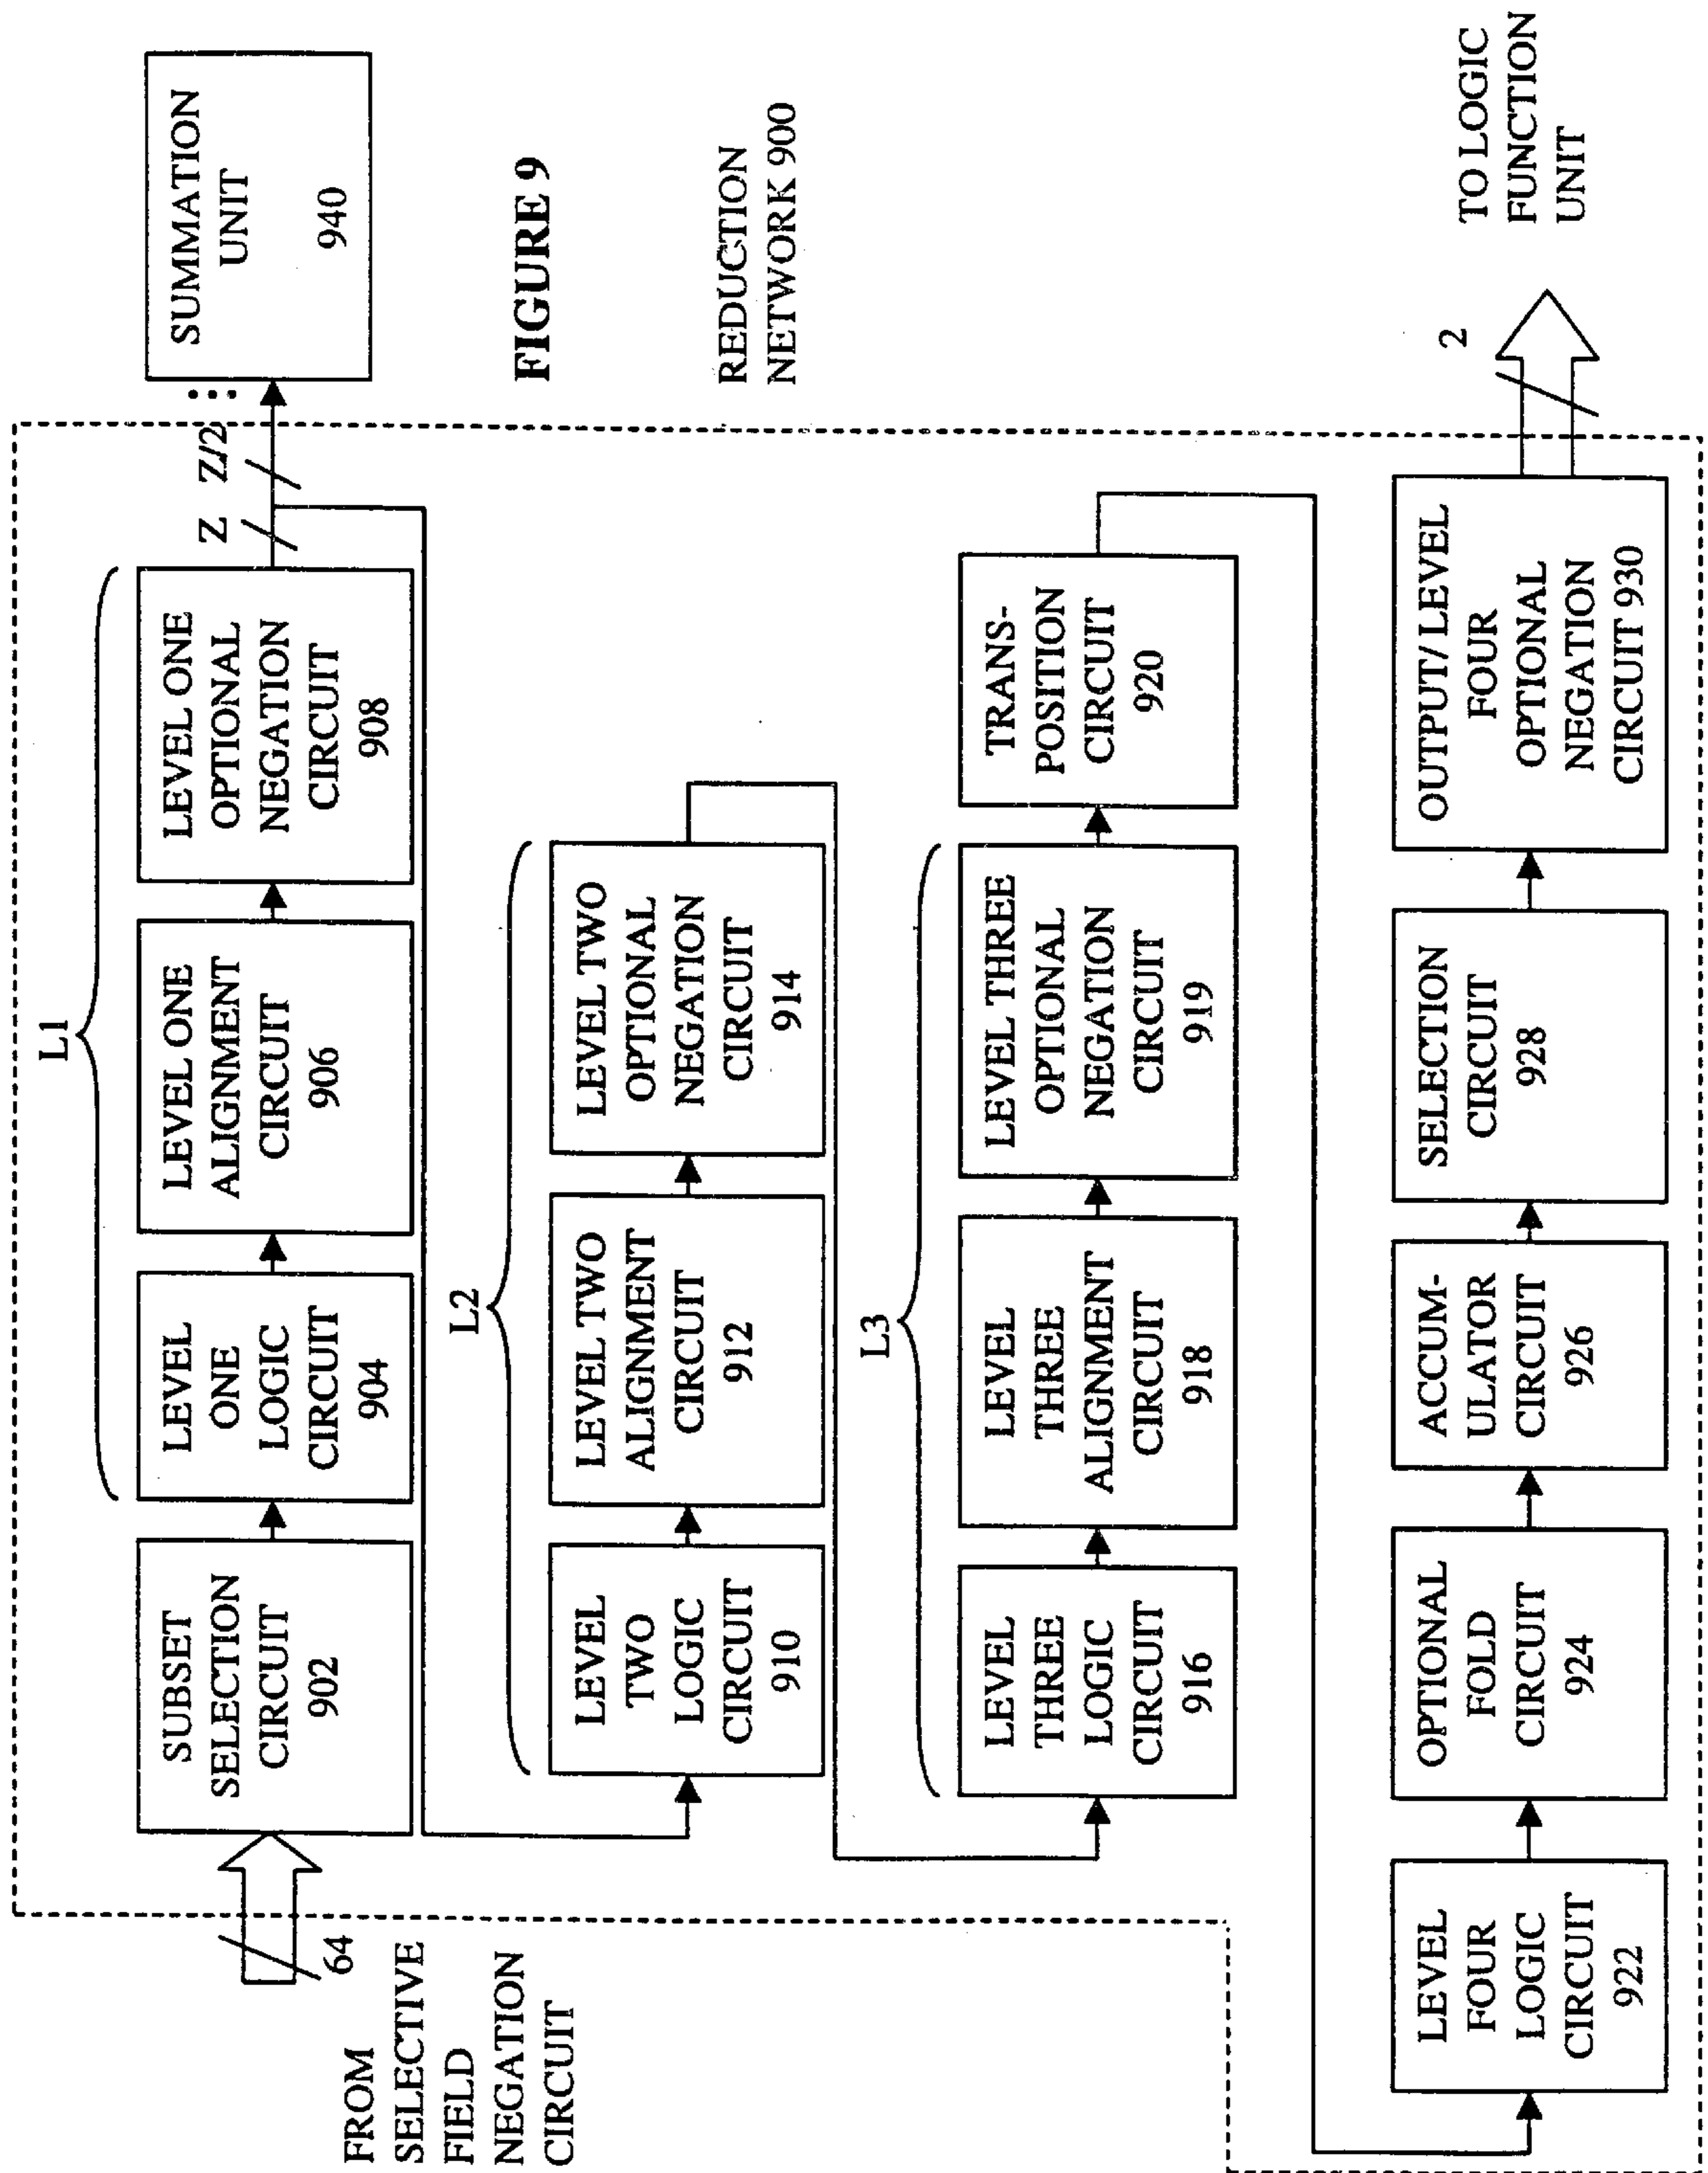 L1
SUBSET
SELECTION
CIRCUIT
902
LEVEL
ONE
LOGIC
CIRCUIT
904
LEVEL ONE
ALIGNMENT
CIRCUIT
906
LEVEL ONE
OPTIONAL
NEGATION
CIRCUIT
908
Z
Z/2
SUMMATION
UNIT
940
64
FROM
SELECTIVE
FIELD
NEGATION
CIRCUIT
FIGURE 9
REDUCTION
NETWORK 900
L2
LEVEL
TWO
LOGIC
CIRCUIT
910
LEVEL TWO
ALIGNMENT
CIRCUIT
912
LEVEL TWO
OPTIONAL
NEGATION
CIRCUIT
914
L3
LEVEL
THREE
LOGIC
CIRCUIT
916
LEVEL
THREE
ALIGNMENT
CIRCUIT
918
LEVEL THREE
OPTIONAL
NEGATION
CIRCUIT
919
TRANS-
POSITION
CIRCUIT
920
LEVEL
FOUR
LOGIC
CIRCUIT
922
OPTIONAL
FOLD
CIRCUIT
924
ACCUM-
ULATOR
CIRCUIT
926
SELECTION
CIRCUIT
928
OUTPUT/ LEVEL
FOUR
OPTIONAL
NEGATION
CIRCUIT 930
2
TO LOGIC
FUNCTION
UNIT